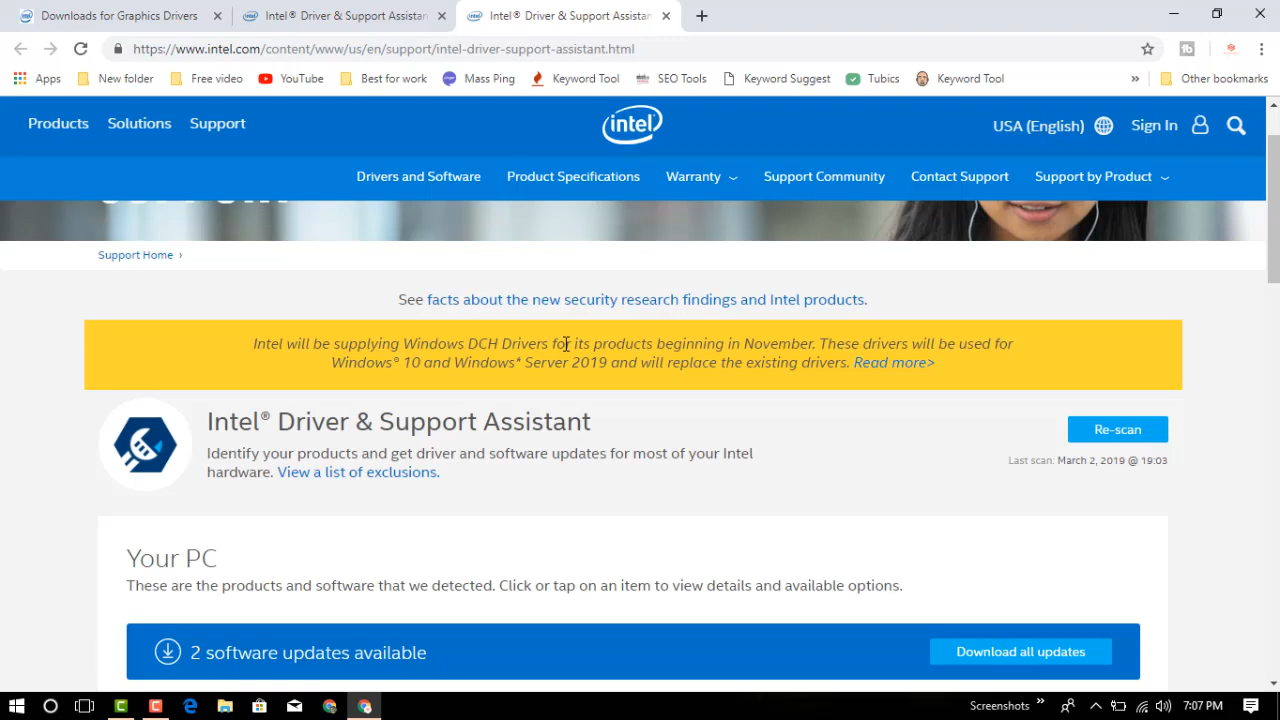 Downloads for Graphics Drivers
Intel® Driver & Support Assistan
Intel® Driver & Support Assistan
https://www.intel.com/content/www/us/en/support/intel-driver-support-assistant.html
Apps
New folder
Free video
YouTube
Best for work
Mass Ping
Keyword Tool
SEO Tools
Keyword Suggest
Tubics
Keyword Tool
»
Other bookmarks
Products
Solutions
Support
intel
USA (English)
Sign In
Drivers and Software
Product Specifications
Warranty
Support Community
Contact Support
Support by Product
Support Home ›
See facts about the new security research findings and Intel products.
Intel will be supplying Windows DCH Drivers for its products beginning in November. These drivers will be used for
Windows® 10 and Windows* Server 2019 and will replace the existing drivers. Read more>
Intel® Driver & Support Assistant
Identify your products and get driver and software updates for most of your Intel
hardware. View a list of exclusions.
Re-scan
Last scan: March 2, 2019 @ 19:03
Your PC
These are the products and software that we detected. Click or tap on an item to view details and available options.
2 software updates available
Download all updates
Screenshots
»
7:07 PM